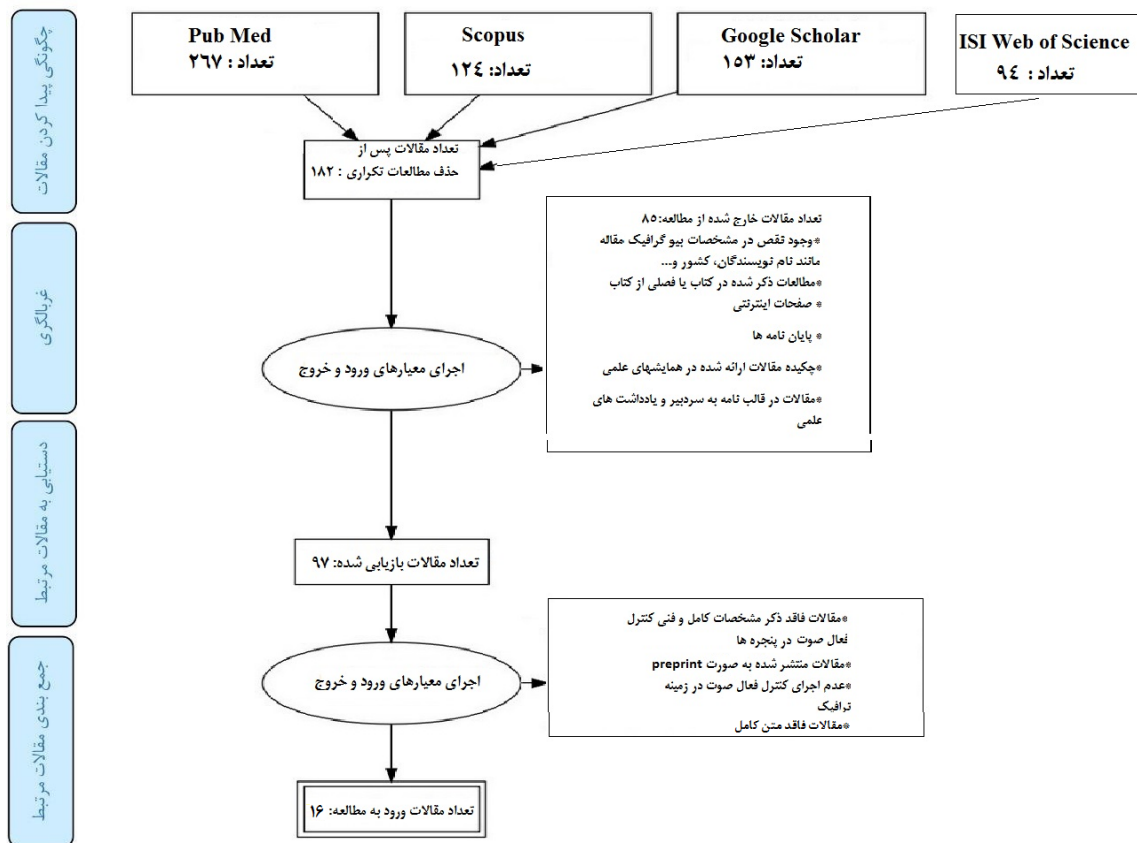 چگونگی پیدا کردن مقالات
Pub Med
تعداد : ۲۶۷
Scopus
تعداد: ۱۲٤
Google Scholar
تعداد: ۱۵۳
ISI Web of Science
تعداد : ۹٤
تعداد مقالات پس از
حذف مطالعات تکراری : ۱۸۲
غربالگری
تعداد مقالات خارج شده از مطالعه:۸۵
*وجود تقص در مشخصات بیو گرافیک مقاله
مانند نام نویسندگان، کشور و...
*مطالعات ذکر شده در کتاب یا فصلی از کتاب
* صفحات اینترنتی
* پایان نامه ها
*چکیده مقالات ارائه شده در همایشهای علمی
*مقالات در قالب نامه به سردبیر و یادداشت های
علمی
اجرای معیارهای ورود و خروج
دستیابی به مقالات مرتبط
تعداد مقالات بازیابی شده: ۹۷
جمع بندی مقالات مرتبط
*مقالات فاقد ذکر مشخصات کامل و فنی کنترل
فعال صوت در پنجره ها
*مقالات منتشر شده به صورت preprint
*عدم اجرای کنترل فعال صوت در زمینه
ترافیک
*مقالات فاقد متن کامل
اجرای معیارهای ورود و خروج
تعداد مقالات ورود به مطالعه: ۱۶